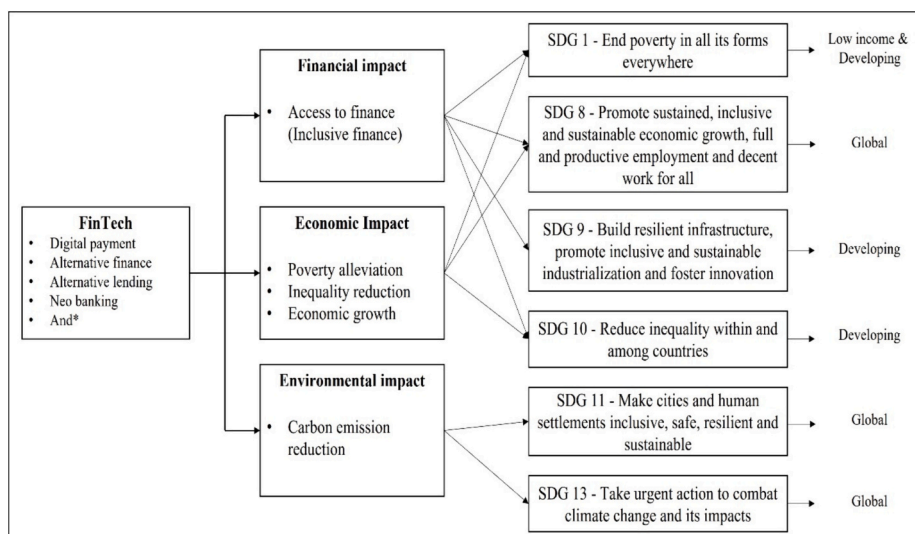 FinTech
• Digital payment
• Alternative finance
• Alternative lending
• Neo banking
• And*
Financial impact
• Access to finance
(Inclusive finance)
Economic Impact
• Poverty alleviation
• Inequality reduction
• Economic growth
Environmental impact
• Carbon emission
reduction
SDG 1 - End poverty in all its forms
everywhere
SDG 8 – Promote sustained, inclusive
and sustainable economic growth, full
and productive employment and decent
work for all
SDG 9 – Build resilient infrastructure,
promote inclusive and sustainable
industrialization and foster innovation
SDG 10 – Reduce inequality within and
among countries
SDG 11 - Make cities and human
settlements inclusive, safe, resilient and
sustainable
SDG 13 - Take urgent action to combat
climate change and its impacts
Low income &
Developing
Global
Developing
Developing
Global
Global